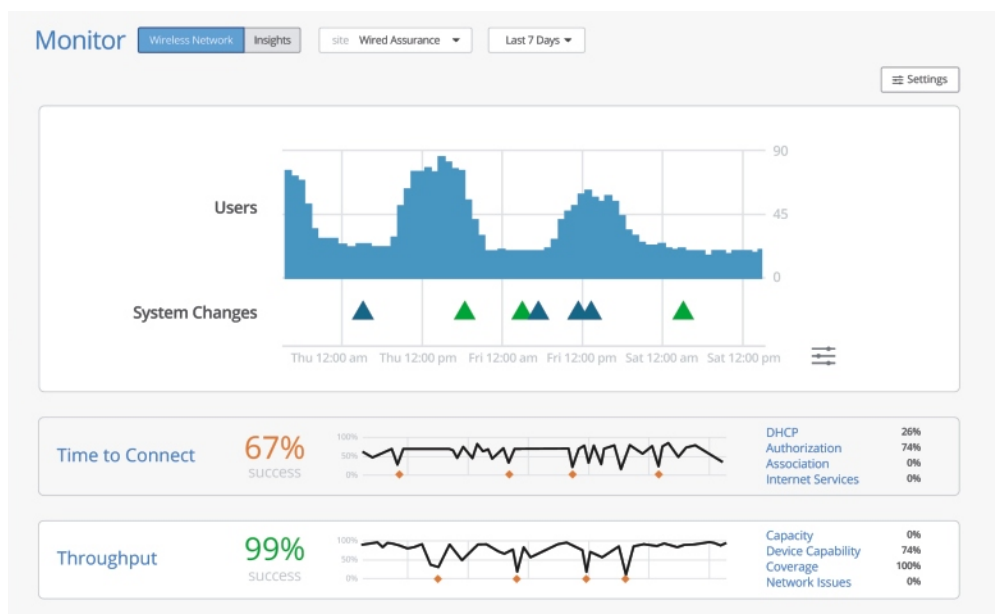 Monitor Wireless Network Insights site Wired Assurance Last 7 Days
Settings
90
Users
45
0
System Changes
Thu 12:00 am Thu 12:00 pm Fri 12:00 am Fri 12:00 pm Sat 12:00 am Sat 12:00 pm
Time to Connect
67%
success
100%
50%
0%
DHCP 26%
Authorization 74%
Association 0%
Internet Services 0%
Throughput
99%
success
100%
50%
0%
Capacity 0%
Device Capability 74%
Coverage 100%
Network Issues 0%